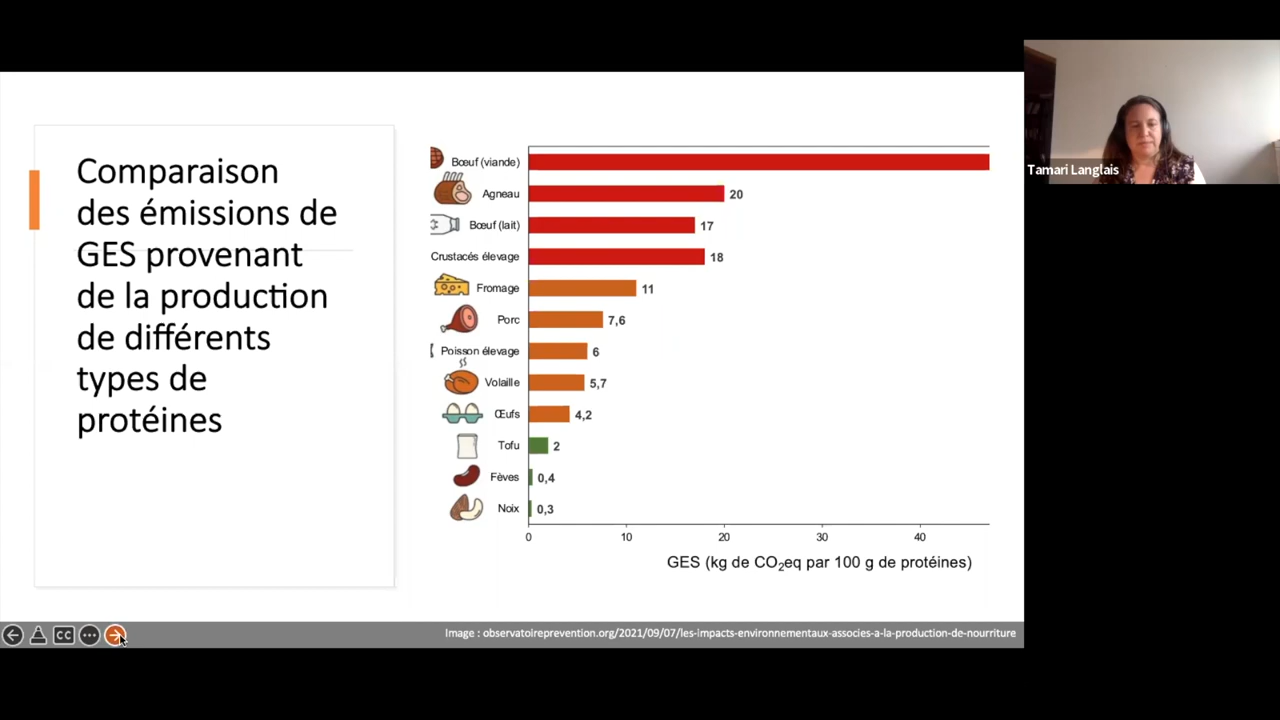 Comparaison
des émissions de
GES provenant
de la production
de différents
types de
protéines
Bœuf (viande)
Agneau 20
Bœuf (lait) 17
Crustacés élevage 18
Fromage 11
Porc 7,6
Poisson élevage 6
Volaille 5,7
Œufs 4,2
Tofu 2
Fèves 0,4
Noix 0,3
0 10 20 30 40
GES (kg de CO₂eq par 100 g de protéines)
CC
Image : observatoireprevention.org/2021/09/07/les-impacts-environnementaux-associes-a-la-production-de-nourriture
Tamari Langlais